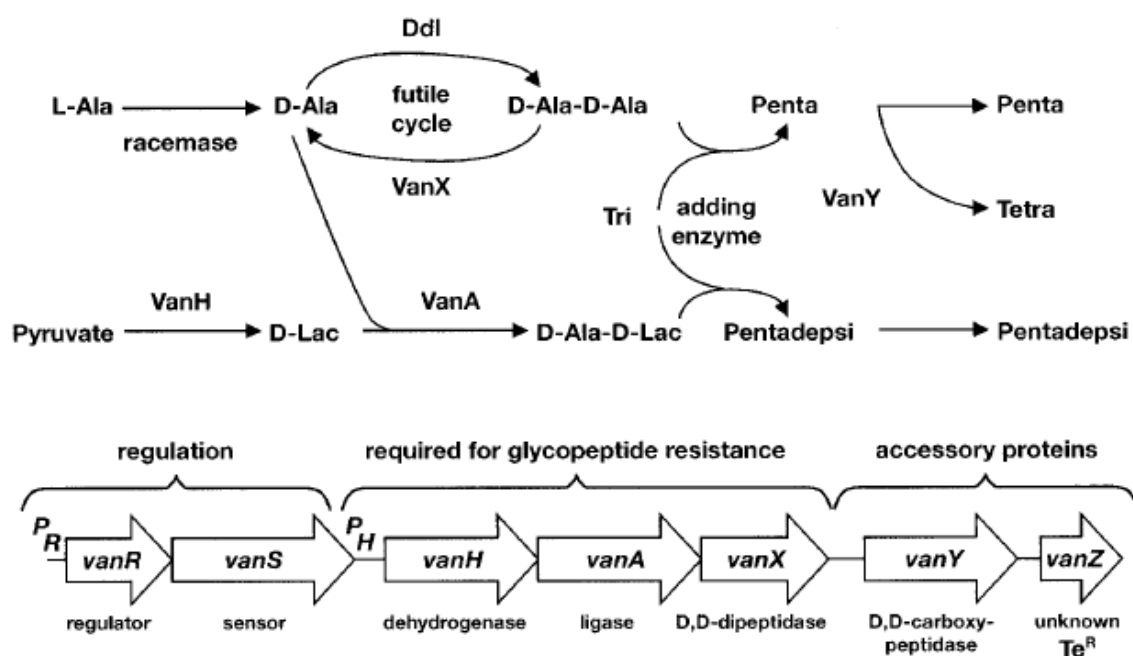 Ddl
L-Ala
racemase
D-Ala
futile
cycle
D-Ala-D-Ala
VanX
Penta
Penta
Tri
adding
enzyme
VanY
Tetra
VanH
VanA
Pyruvate
D-Lac
D-Ala-D-Lac
Pentadepsi
Pentadepsi
regulation
required for glycopeptide resistance
accessory proteins
PR
PH
vanR
vanS
vanH
vanA
vanX
vanY
vanZ
regulator
sensor
dehydrogenase
ligase
D,D-dipeptidase
D,D-carboxy-
peptidase
unknown
TeR